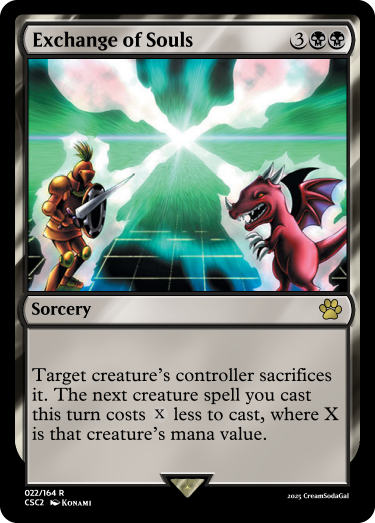 Exchange of Souls 3
Sorcery
Target creature's controller sacrifices
it. The next creature spell you cast
this turn costs X less to cast, where X
is that creature's mana value.
022/164 R
CSC2 Konami 2025 CreamSodaGal